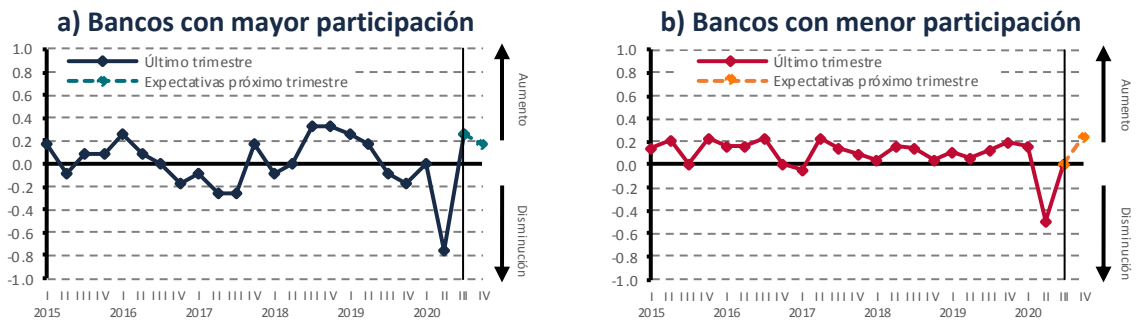 a) Bancos con mayor participación
1.0
0.8
0.6
0.4
0.2
0.0
-0.2
-0.4
-0.6
-0.8
-1.0
Último trimestre
Expectativas próximo trimestre
Aumento
Disminución
I II III IV I II III IV I II III IV I II III IV I II III IV I II III IV
2015 2016 2017 2018 2019 2020
b) Bancos con menor participación
1.0
0.8
0.6
0.4
0.2
0.0
-0.2
-0.4
-0.6
-0.8
-1.0
Último trimestre
Expectativas próximo trimestre
Aumento
Disminución
I II III IV I II III IV I II III IV I II III IV I II III IV I II III IV
2015 2016 2017 2018 2019 2020